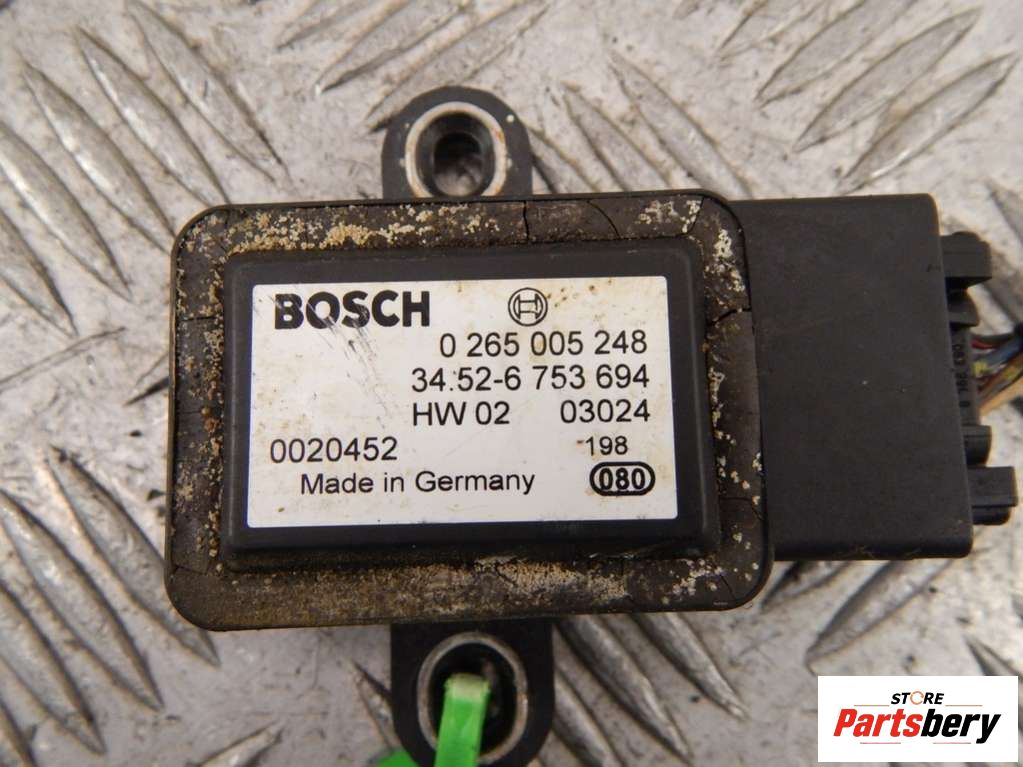 BOSCH
0 265 005 248
34.52-6 753 694
HW 02 03024
0020452 198
Made in Germany 080
STORE
Partsbery